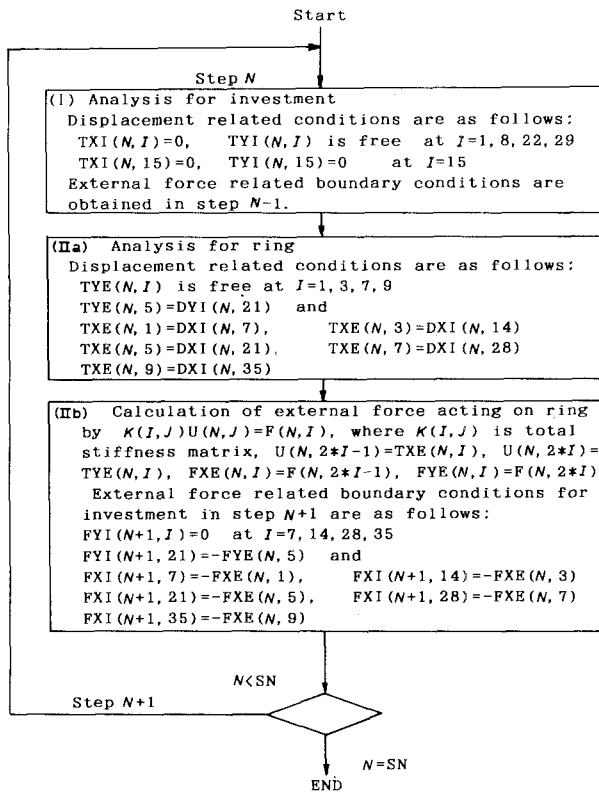 Start
Step N
(I) Analysis for investment
Displacement related conditions are as follows:
TXI(N, I)=0, TYI(N, I) is free at I=1, 8, 22, 29
TXI(N, 15)=0, TYI(N, 15)=0 at I=15
External force related boundary conditions are
obtained in step N-1.
(IIa) Analysis for ring
Displacement related conditions are as follows:
TYE(N, I) is free at I=1, 3, 7, 9
TYE(N, 5)=DYI(N, 21) and
TXE(N, 1)=DXI(N, 7), TXE(N, 3)=DXI(N, 14)
TXE(N, 5)=DXI(N, 21), TXE(N, 7)=DXI(N, 28)
TXE(N, 9)=DXI(N, 35)
(IIb) Calculation of external force acting on ring
by K(I, J)U(N, J)=F(N, I), where K(I, J) is total
stiffness matrix, U(N, 2*I-1)=TXE(N, I), U(N, 2*I)=
TYE(N, I), FXE(N, I)=F(N, 2*I-1), FYE(N, I)=F(N, 2*I)
External force related boundary conditions for
investment in step N+1 are as follows:
FYI(N+1, I)=0 at I=7, 14, 28, 35
FYI(N+1, 21)=-FYE(N, 5) and
FXI(N+1, 7)=-FXE(N, 1), FXI(N+1, 14)=-FXE(N, 3)
FXI(N+1, 21)=-FXE(N, 5), FXI(N+1, 28)=-FXE(N, 7)
FXI(N+1, 35)=-FXE(N, 9)
N<SN
Step N+1
N=SN
END